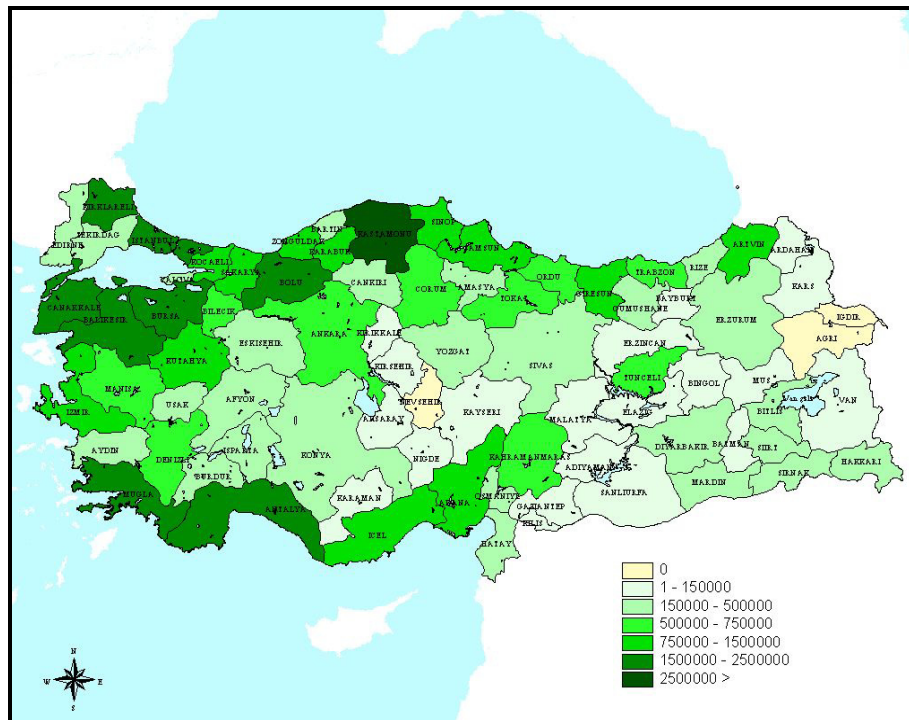 KIRKLARELI
EDIRNE
TEKIRDAG
ISTANBUL
KOCAELI
YALOVA
SAKARYA
ZONGULDAK
BARTIN
KARABUK
KASTAMONU
SINOP
SAMSUN
BOLU
CANKIRI
CORUM
AMASYA
TOKAT
ORDU
GIRESUN
TRABZON
RIZE
ARTVIN
ARDAHAN
KARS
GUMUSHANE
BAYBURT
ERZURUM
IGDIR
AGRI
CANAKKALE
BALIKESIR
BURSA
BILECIK
KUTAHYA
ESKISEHIR
ANKARA
KIRIKKALE
KIRSEHIR
YOZGAT
SIVAS
ERZINCAN
TUNCELI
BINGOL
MUS
BITLIS
Van golu
VAN
MANISA
IZMIR
USAK
AFYON
NEVSEHIR
AKSARAY
KAYSERI
MALATYA
ELAZIG
DIYARBAKIR
BATMAN
SIIRT
HAKKARI
SIRNAK
MARDIN
AYDIN
DENIZLI
ISPARTA
BURDUR
KONYA
NIGDE
KAHRAMANMARAS
ADIYAMAN
SANLIURFA
MUGLA
ANTALYA
KARAMAN
ICEL
ADANA
OSMANIYE
GAZIANTEP
KILIS
HATAY
0
1 - 150000
150000 - 500000
500000 - 750000
750000 - 1500000
1500000 - 2500000
2500000 >
N
W E
S